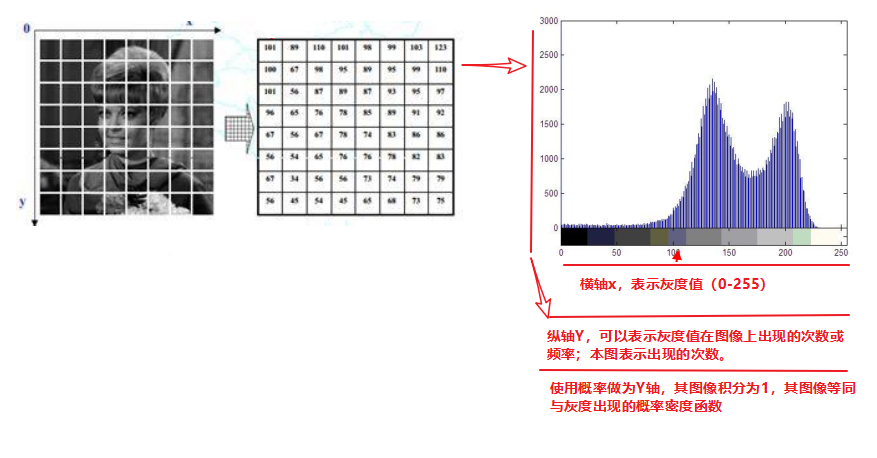 0
x
y
101 89 110 101 98 99 103 123
100 67 98 95 89 95 99 110
101 56 87 89 87 93 95 97
96 65 76 78 85 89 91 92
67 56 67 78 74 83 86 86
56 54 65 76 76 78 82 83
67 34 56 56 73 74 79 79
56 45 54 45 65 68 73 75
3000
2500
2000
1500
1000
500
0
0 50 100 150 200 250
横轴x，表示灰度值（0-255）
纵轴Y，可以表示灰度值在图像上出现的次数或
频率；本图表示出现的次数。
使用概率做为Y轴，其图像积分为1，其图像等同
与灰度出现的概率密度函数